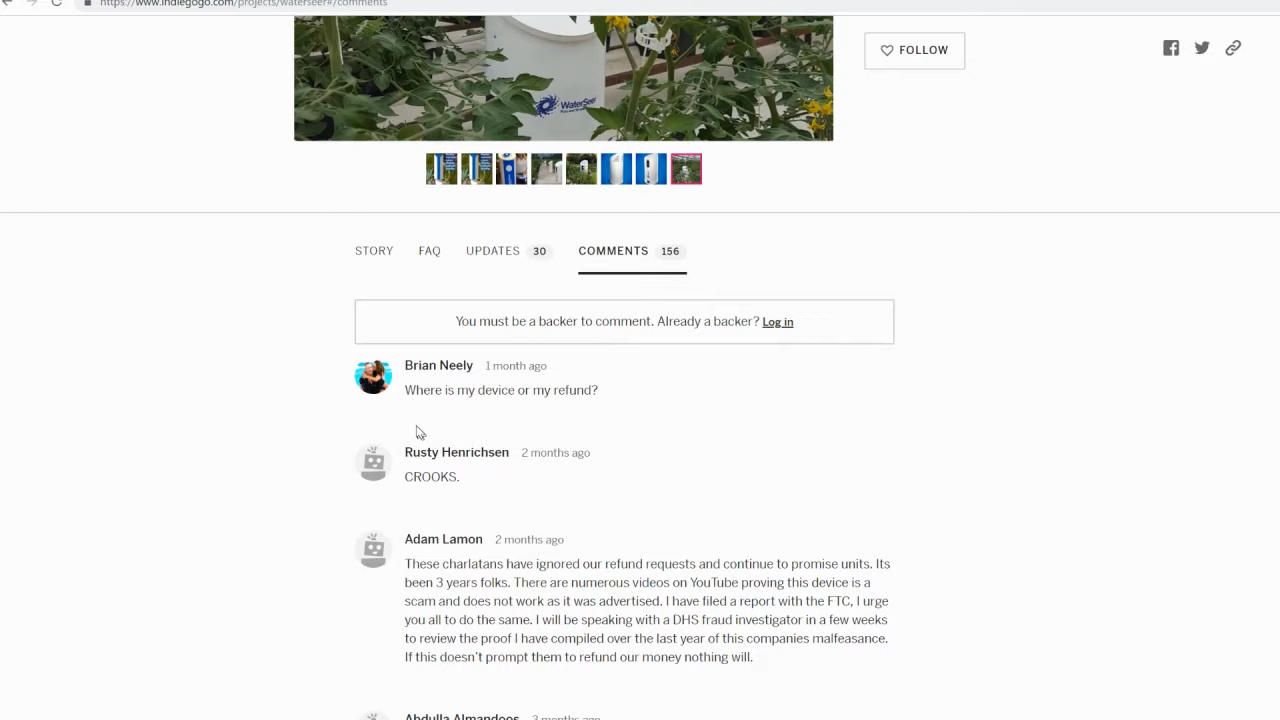 https://www.indiegogo.com/projects/waterseer#/comments
FOLLOW
WaterSeer
STORY FAQ UPDATES 30 COMMENTS 156
You must be a backer to comment. Already a backer? Log in
Brian Neely 1 month ago
Where is my device or my refund?
Rusty Henrichsen 2 months ago
CROOKS.
Adam Lamon 2 months ago
These charlatans have ignored our refund requests and continue to promise units. Its
been 3 years folks. There are numerous videos on YouTube proving this device is a
scam and does not work as it was advertised. I have filed a report with the FTC, I urge
you all to do the same. I will be speaking with a DHS fraud investigator in a few weeks
to review the proof I have compiled over the last year of this companies malfeasance.
If this doesn't prompt them to refund our money nothing will.
Abdulla Almandoos 3 months ago